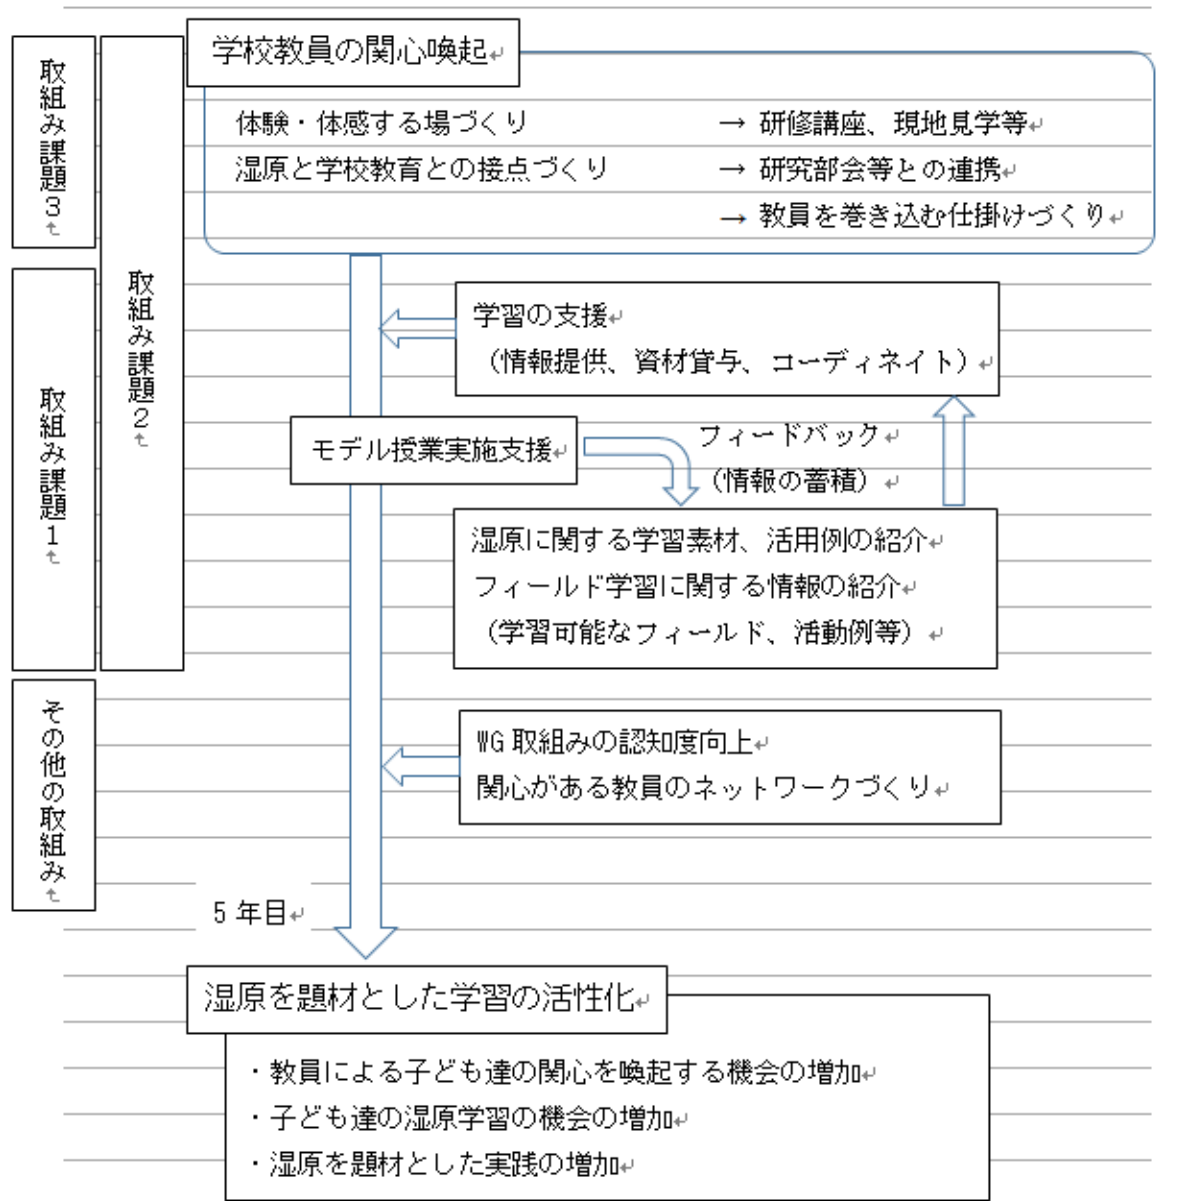 学校教員の関心喚起
体験・体感する場づくり → 研修講座、現地見学等
湿原と学校教育との接点づくり → 研究部会等との連携
→ 教員を巻き込む仕掛けづくり
取組み課題3
取組み課題2
取組み課題1
学習の支援
（情報提供、資材貸与、コーディネイト）
モデル授業実施支援
フィードバック
（情報の蓄積）
湿原に関する学習素材、活用例の紹介
フィールド学習に関する情報の紹介
（学習可能なフィールド、活動例等）
その他の取組み
WG取組みの認知度向上
関心がある教員のネットワークづくり
5年目
湿原を題材とした学習の活性化
・教員による子ども達の関心を喚起する機会の増加
・子ども達の湿原学習の機会の増加
・湿原を題材とした実践の増加